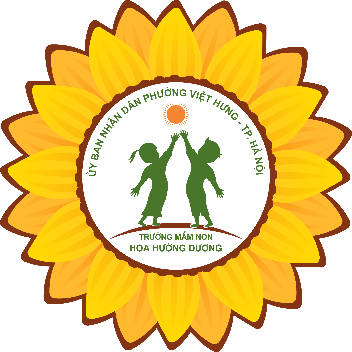 ỦY BAN NHÂN DÂN PHƯỜNG VIỆT HƯNG - TP. HÀ NỘI
TRƯỜNG MẦM NON
HOA HƯỚNG DƯƠNG